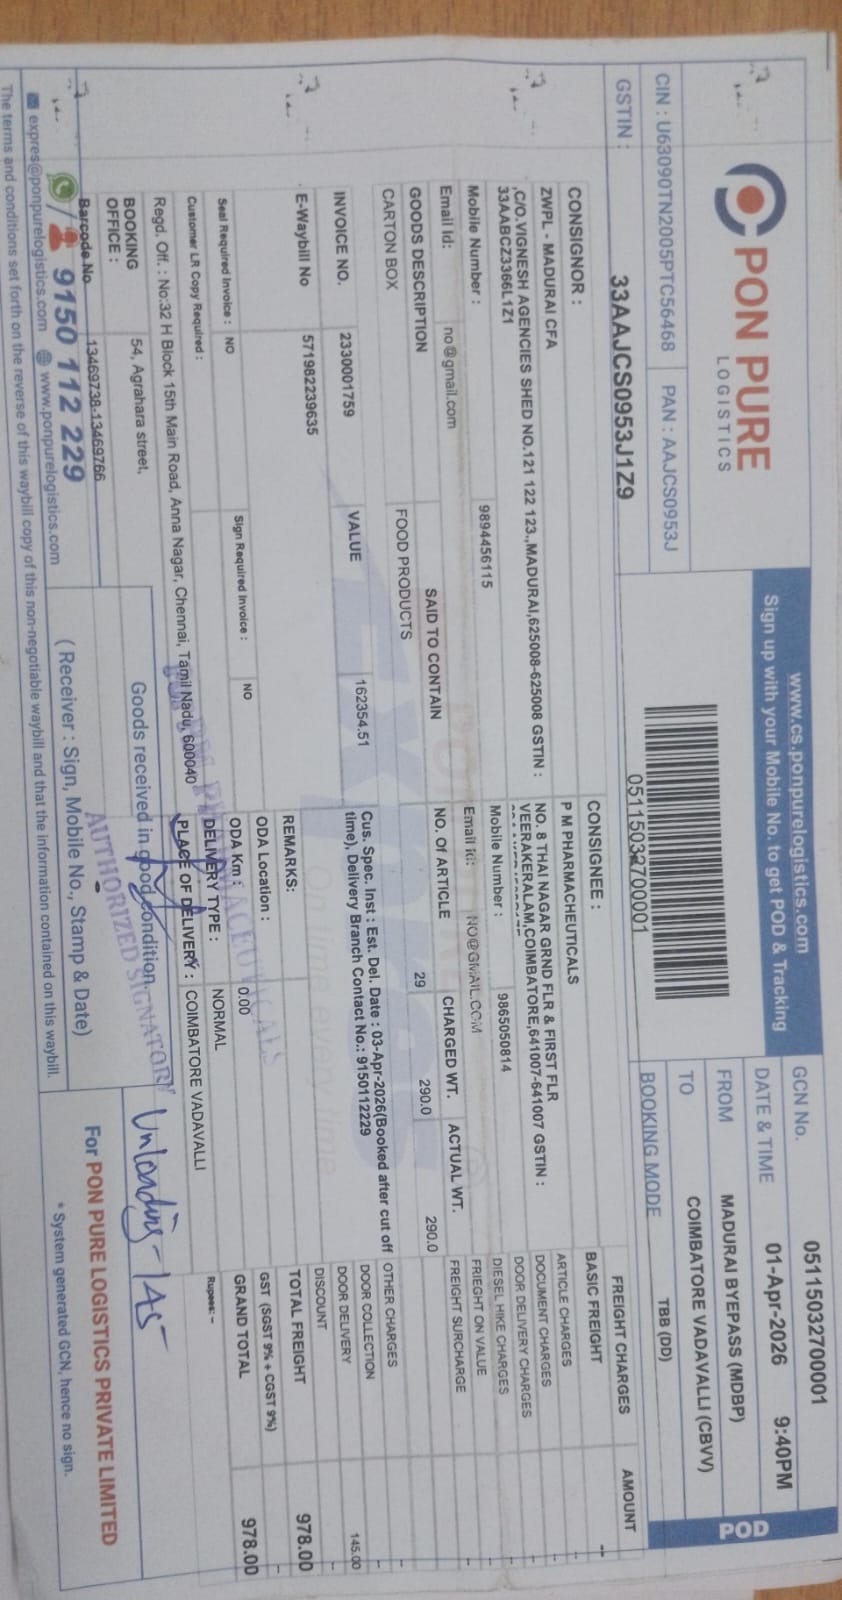 PON PURE
LOGISTICS
CIN : U63090TN2005PTC56468 PAN : AAJCS0953J
GSTIN : 33AAJCS0953J1Z9
www.cs.ponpurelogistics.com
Sign up with your Mobile No. to get POD & Tracking
05115032700001
GCN No. 05115032700001
DATE & TIME 01-Apr-2026 9:40PM
FROM MADURAI BYEPASS (MDBP)
TO COIMBATORE VADAVALLI (CBVV)
BOOKING MODE TBB (DD)
POD
CONSIGNOR :
ZWPL - MADURAI CFA
,C/O.VIGNESH AGENCIES SHED NO.121 122 123.,MADURAI,625008-625008 GSTIN :
33AABCZ3366L1Z1
Mobile Number : 9894456115
Email Id: no@gmail.com
CONSIGNEE :
P M PHARMACHEUTICALS
NO. 8 THAI NAGAR GRND FLR & FIRST FLR
VEERAKERALAM,COIMBATORE,641007-641007 GSTIN :
Mobile Number : 9865050814
Email Id: NO@GMAIL.COM
GOODS DESCRIPTION SAID TO CONTAIN NO. Of ARTICLE CHARGED WT. ACTUAL WT.
CARTON BOX FOOD PRODUCTS 29 290.0 290.0
INVOICE NO. 2330001759 VALUE 162354.51
Cus. Spec. Inst : Est. Del. Date : 03-Apr-2026(Booked after cut off
time), Delivery Branch Contact No.: 9150112229
E-Waybill No 571982239635
REMARKS:
ODA Location :
Seal Required Invoice : NO Sign Required Invoice : NO
ODA Km : 0.00
Customer LR Copy Required :
DELIVERY TYPE : NORMAL
PLACE OF DELIVERY : COIMBATORE VADAVALLI
FREIGHT CHARGES AMOUNT
BASIC FREIGHT --
ARTICLE CHARGES -
DOCUMENT CHARGES -
DOOR DELIVERY CHARGES -
DIESEL HIKE CHARGES -
FRIEGHT ON VALUE -
FREIGHT SURCHARGE -
OTHER CHARGES -
DOOR COLLECTION -
DOOR DELIVERY 145.00
DISCOUNT -
TOTAL FREIGHT 978.00
GST (SGST 9% + CGST 9%) -
GRAND TOTAL 978.00
Rupees: -
Regd. Off. : No:32 H Block 15th Main Road, Anna Nagar, Chennai, Tamil Nadu, 600040
BOOKING OFFICE : 54, Agrahara street,
Barcode No 13469738-13469766
9150 112 229
expres@ponpurelogistics.com www.ponpurelogistics.com
Goods received in good condition.
AUTHORIZED SIGNATORY
( Receiver : Sign, Mobile No., Stamp & Date)
Unloading - 145
For PON PURE LOGISTICS PRIVATE LIMITED
* System generated GCN, hence no sign.
The terms and conditions set forth on the reverse of this waybill copy of this non-negotiable waybill and that the information contained on this waybill.